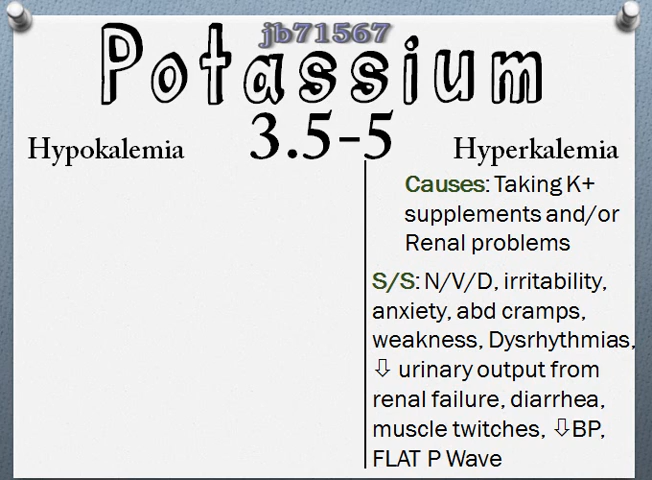 jb71567
Potassium
3.5-5
Hypokalemia
Hyperkalemia
Causes: Taking K+
supplements and/or
Renal problems
S/S: N/V/D, irritability,
anxiety, abd cramps,
weakness, Dysrhythmias,
⇩ urinary output from
renal failure, diarrhea,
muscle twitches, ⇩BP,
FLAT P Wave